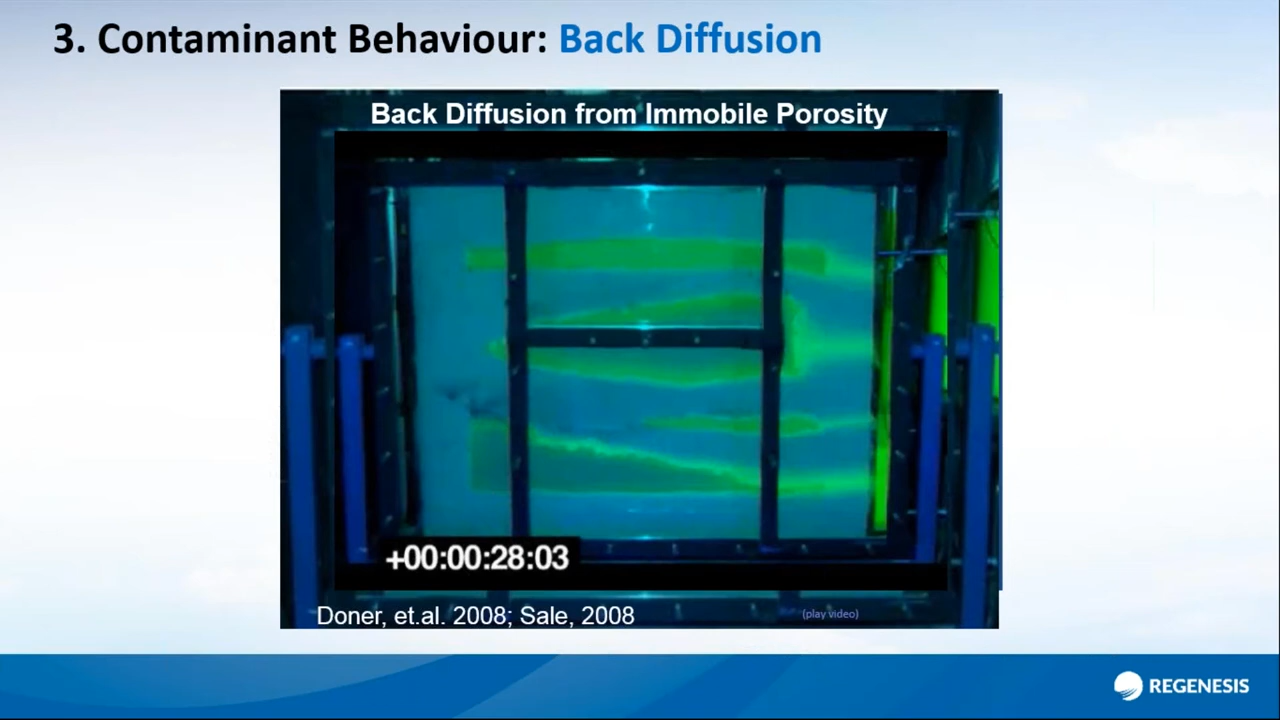 3. Contaminant Behaviour: Back Diffusion
Back Diffusion from Immobile Porosity
+00:00:28:03
Doner, et.al. 2008; Sale, 2008
(play video)
REGENESIS